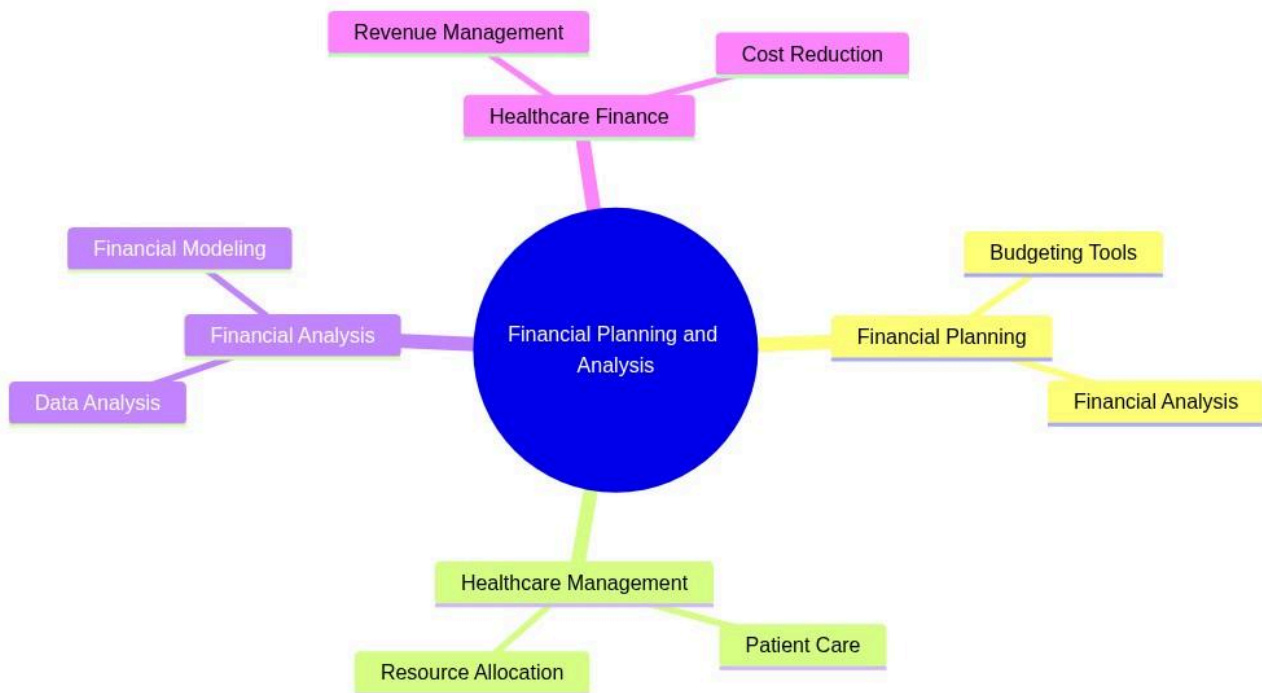 Revenue Management
Cost Reduction
Healthcare Finance
Financial Modeling
Budgeting Tools
Financial Analysis
Financial Planning and
Analysis
Financial Planning
Data Analysis
Financial Analysis
Healthcare Management
Patient Care
Resource Allocation